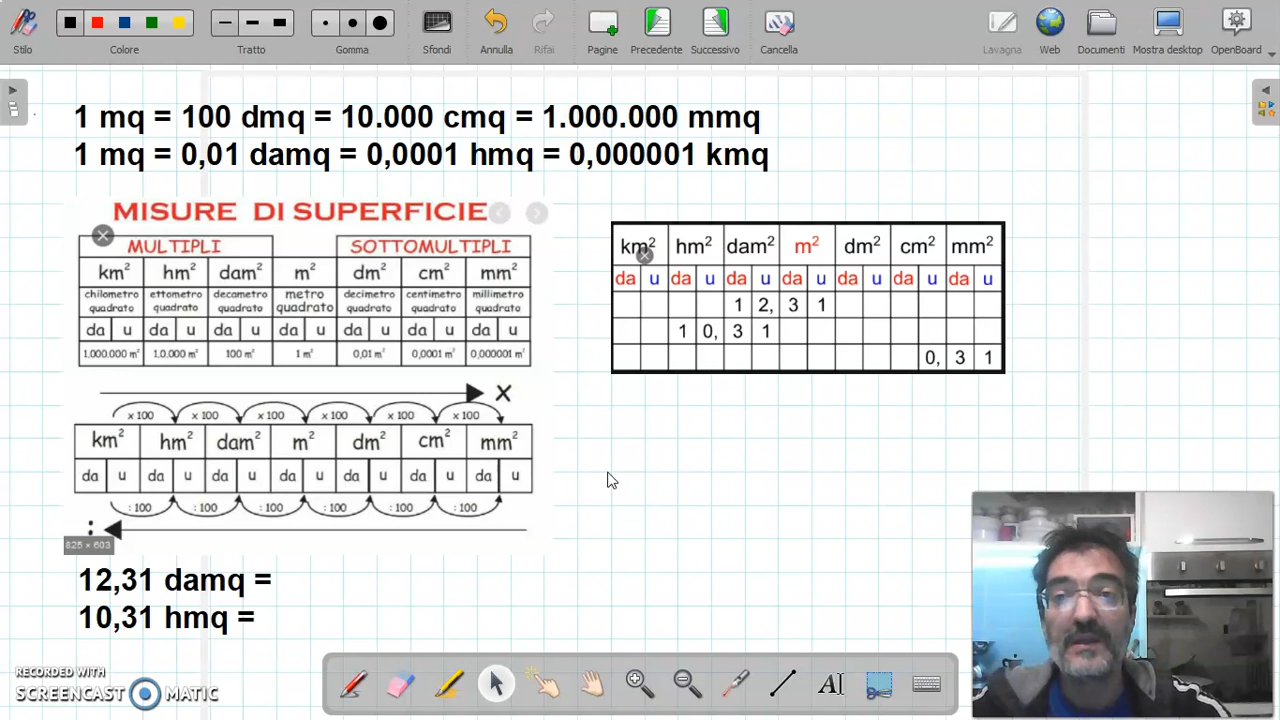 Stilo Colore Tratto Gomma Sfondi Annulla Rifai Pagine Precedente Successivo Cancella Lavagna Web Documenti Mostra desktop OpenBoard
1 mq = 100 dmq = 10.000 cmq = 1.000.000 mmq
1 mq = 0,01 damq = 0,0001 hmq = 0,000001 kmq
MISURE DI SUPERFICIE
MULTIPLI SOTTOMULTIPLI
km² hm² dam² m² dm² cm² mm²
chilometro quadrato ettometro quadrato decametro quadrato metro quadrato decimetro quadrato centimetro quadrato millimetro quadrato
da u da u da u da u da u da u da u
1.000.000 m² 1,0,000 m² 100 m² 1 m² 0,01 m² 0,0001 m² 0,000001 m²
X
x 100 x 100 x 100 x 100 x 100 x 100
km² hm² dam² m² dm² cm² mm²
da u da u da u da u da u da u da u
: 100 : 100 : 100 : 100 : 100 : 100
:
825 × 603
km² hm² dam² m² dm² cm² mm²
da u da u da u da u da u da u da u
1 2, 3 1
1 0, 3 1
0, 3 1
12,31 damq =
10,31 hmq =
RECORDED WITH
SCREENCAST MATIC